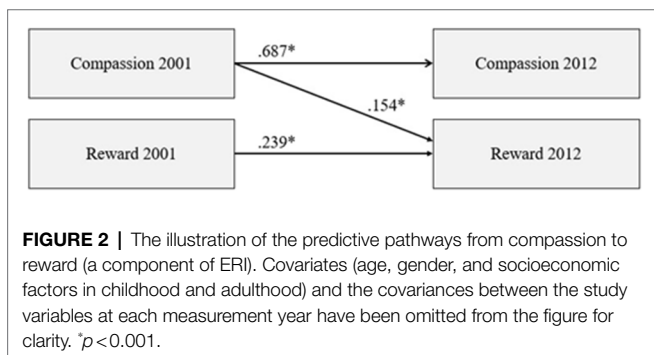 .687*
Compassion 2001
Compassion 2012
.154*
.239*
Reward 2001
Reward 2012
FIGURE 2 | The illustration of the predictive pathways from compassion to
reward (a component of ERI). Covariates (age, gender, and socioeconomic
factors in childhood and adulthood) and the covariances between the study
variables at each measurement year have been omitted from the figure for
clarity. *p<0.001.